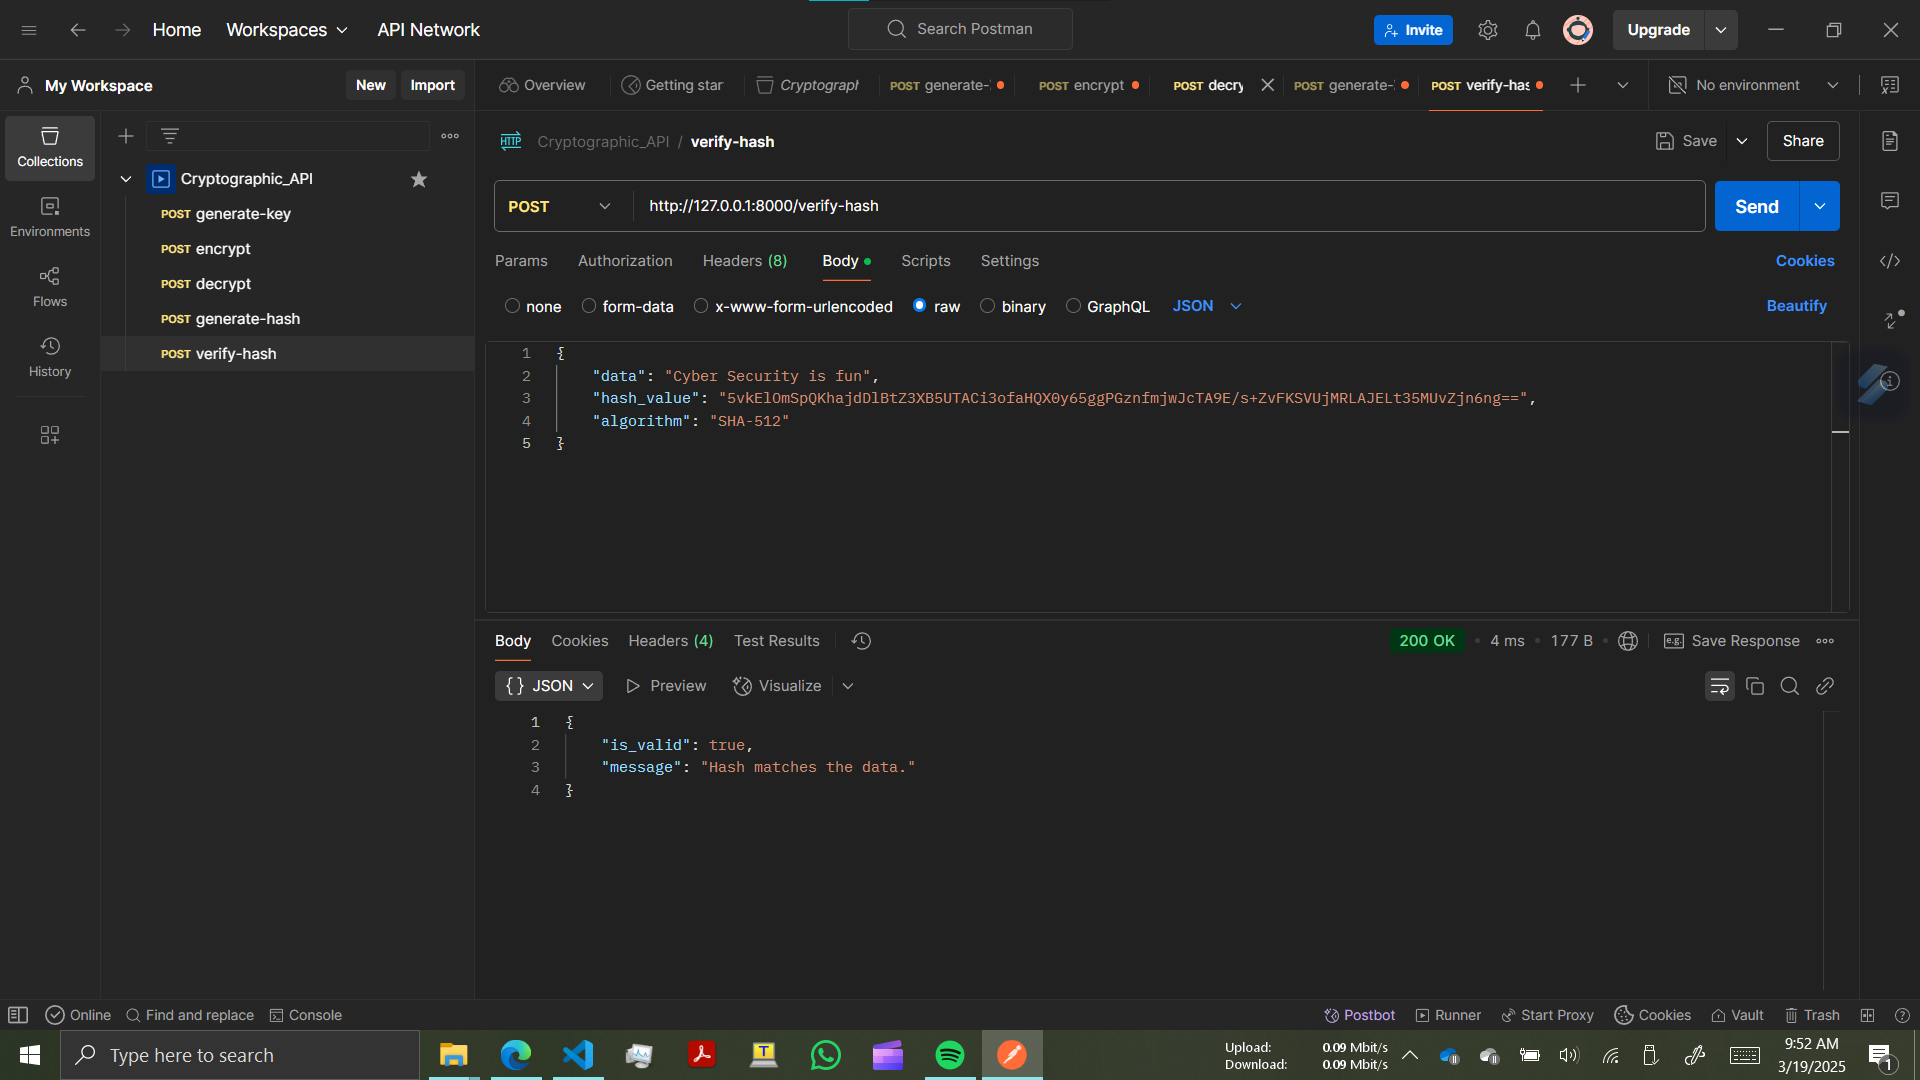 Home Workspaces API Network Search Postman Invite Upgrade
My Workspace New Import Overview Getting star Cryptograph POST generate- POST encrypt POST decry POST generate- POST verify-has No environment
Cryptographic_API / verify-hash Save Share
Collections
Environments
Flows
History
Cryptographic_API
POST generate-key
POST encrypt
POST decrypt
POST generate-hash
POST verify-hash
POST http://127.0.0.1:8000/verify-hash Send
Params Authorization Headers (8) Body Scripts Settings Cookies
none form-data x-www-form-urlencoded raw binary GraphQL JSON Beautify
1 {
2 "data": "Cyber Security is fun",
3 "hash_value": "5vkElOmSpQKhajdDlBtZ3XB5UTACi3ofaHQX0y65ggPGznfmjwJcTA9E/s+ZvFKSVUjMRLAJELt35MUvZjn6ng==",
4 "algorithm": "SHA-512"
5 }
Body Cookies Headers (4) Test Results 200 OK 4 ms 177 B e.g. Save Response
{} JSON Preview Visualize
1 {
2 "is_valid": true,
3 "message": "Hash matches the data."
4 }
Online Find and replace Console Postbot Runner Start Proxy Cookies Vault Trash
Type here to search
Upload: 0.09 Mbit/s
Download: 0.09 Mbit/s
9:52 AM
3/19/2025
1